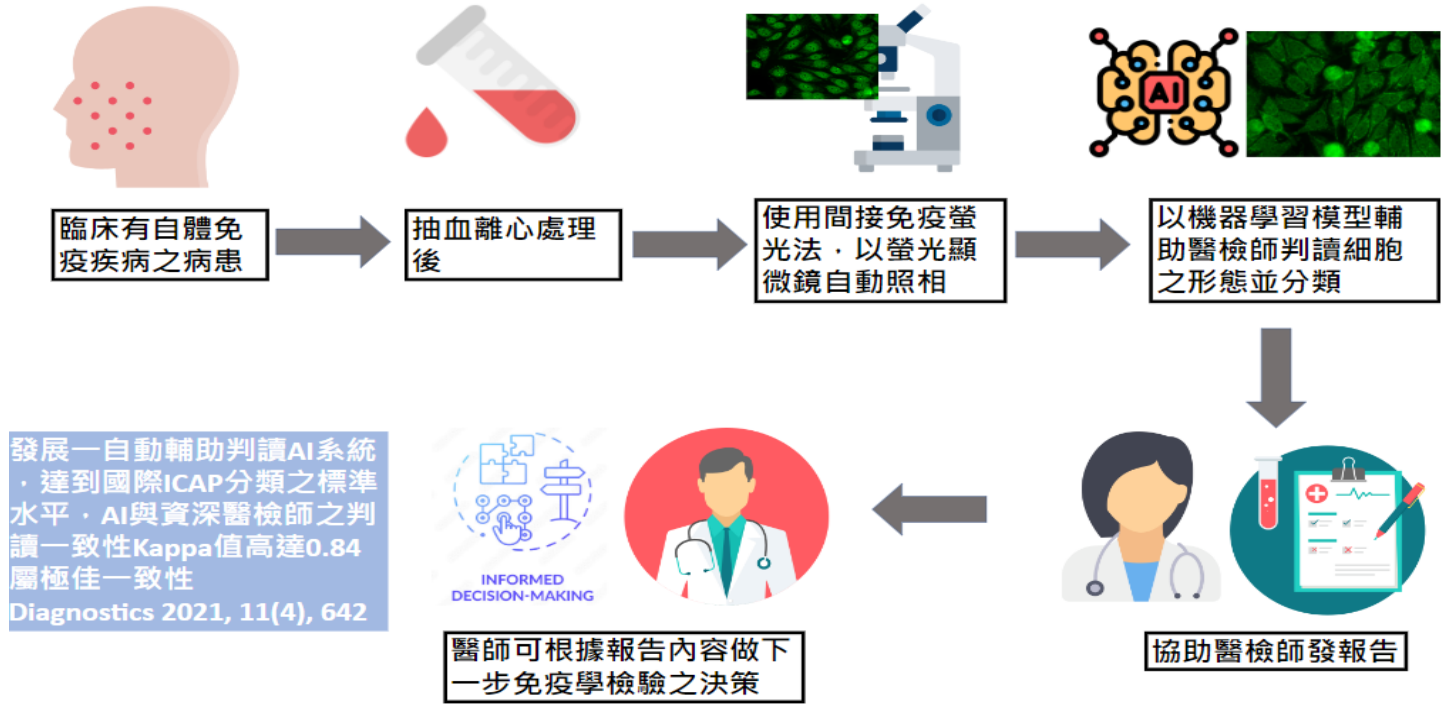 AI
臨床有自體免
疫疾病之病患
抽血離心處理
後
使用間接免疫螢
光法，以螢光顯
微鏡自動照相
以機器學習模型輔
助醫檢師判讀細胞
之形態並分類
協助醫檢師發報告
INFORMED
DECISION-MAKING
醫師可根據報告內容做下
一步免疫學檢驗之決策
發展一自動輔助判讀AI系統
，達到國際ICAP分類之標準
水平，AI與資深醫檢師之判
讀一致性Kappa值高達0.84
屬極佳一致性
Diagnostics 2021, 11(4), 642